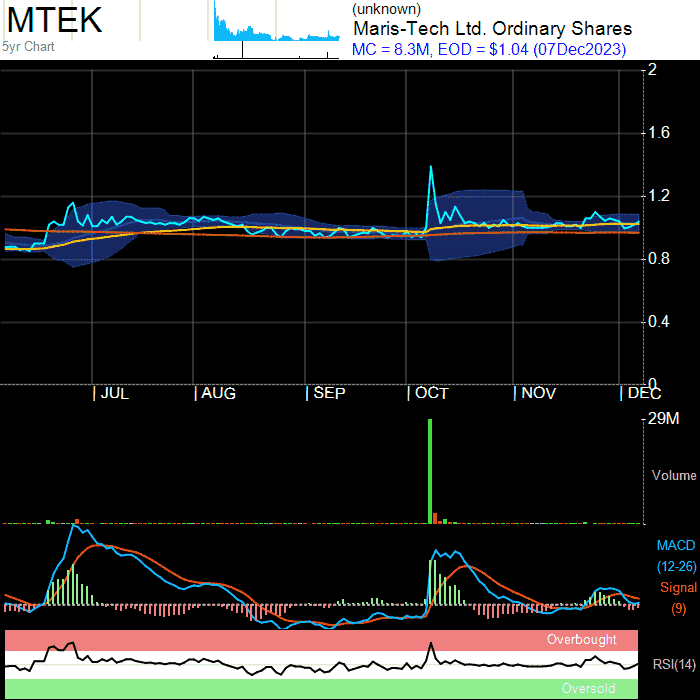 MTEK
5yr Chart
(unknown)
Maris-Tech Ltd. Ordinary Shares
MC = 8.3M, EOD = $1.04 (07Dec2023)
2
1.6
1.2
0.8
0.4
0
JUL AUG SEP OCT NOV DEC
29M
Volume
MACD
(12-26)
Signal
(9)
Overbought
RSI(14)
Oversold